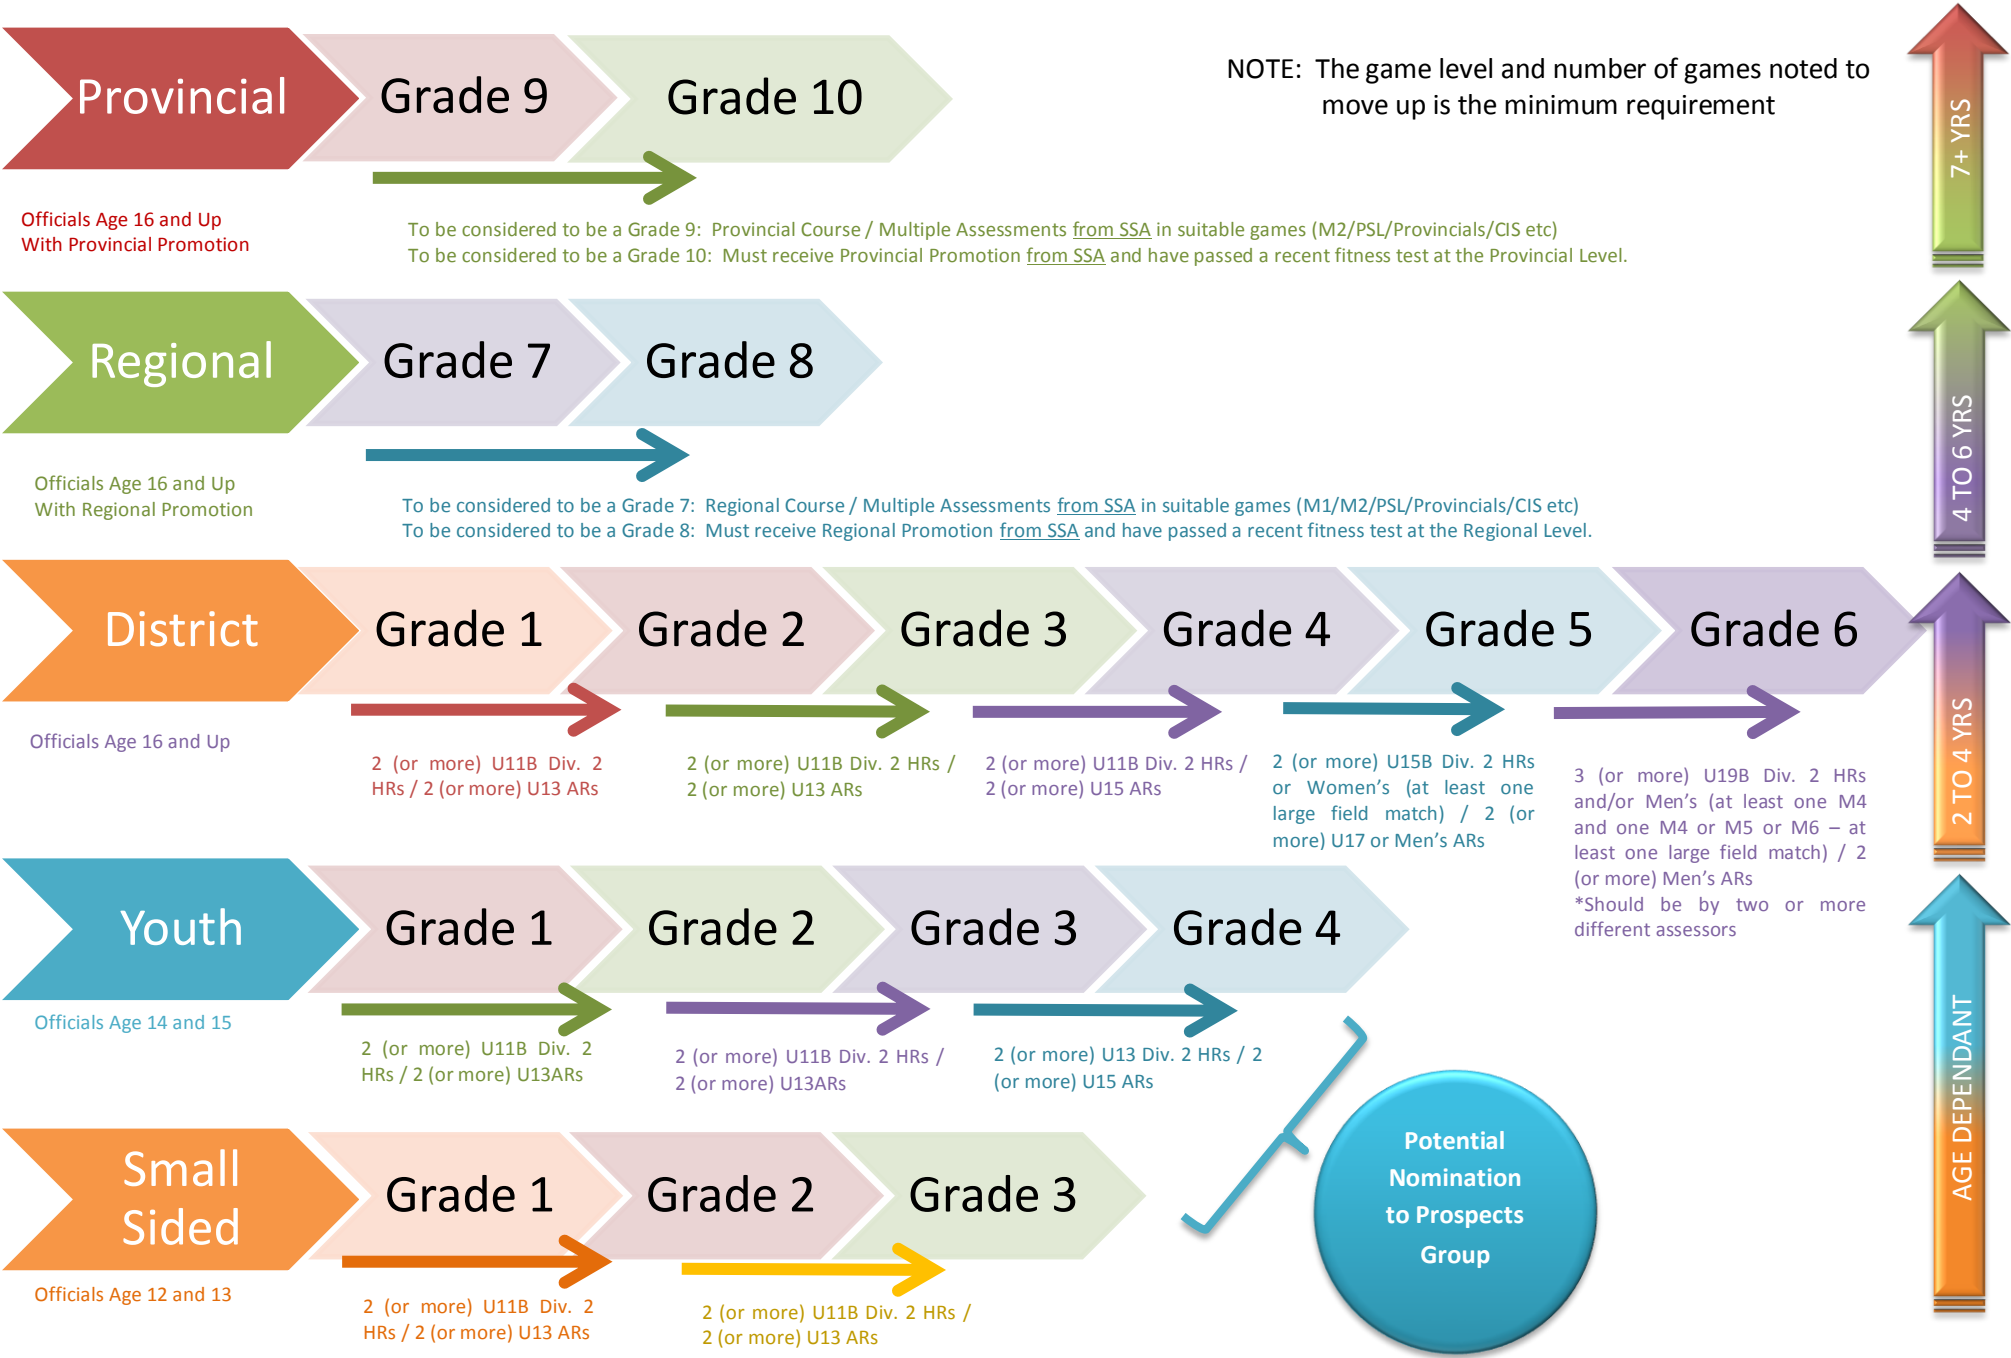 Provincial
Grade 9
Grade 10
NOTE: The game level and number of games noted to
move up is the minimum requirement
7+ YRS
Officials Age 16 and Up
With Provincial Promotion
To be considered to be a Grade 9: Provincial Course / Multiple Assessments from SSA in suitable games (M2/PSL/Provincials/CIS etc)
To be considered to be a Grade 10: Must receive Provincial Promotion from SSA and have passed a recent fitness test at the Provincial Level.
Regional
Grade 7
Grade 8
4 TO 6 YRS
Officials Age 16 and Up
With Regional Promotion
To be considered to be a Grade 7: Regional Course / Multiple Assessments from SSA in suitable games (M1/M2/PSL/Provincials/CIS etc)
To be considered to be a Grade 8: Must receive Regional Promotion from SSA and have passed a recent fitness test at the Regional Level.
District
Grade 1
Grade 2
Grade 3
Grade 4
Grade 5
Grade 6
2 TO 4 YRS
Officials Age 16 and Up
2 (or more) U11B Div. 2
HRs / 2 (or more) U13 ARs
2 (or more) U11B Div. 2 HRs /
2 (or more) U13 ARs
2 (or more) U11B Div. 2 HRs /
2 (or more) U15 ARs
2 (or more) U15B Div. 2 HRs
or Women's (at least one
large field match) / 2 (or
more) U17 or Men's ARs
3 (or more) U19B Div. 2 HRs
and/or Men's (at least one M4
and one M4 or M5 or M6 – at
least one large field match) / 2
(or more) Men's ARs
*Should be by two or more
different assessors
Youth
Grade 1
Grade 2
Grade 3
Grade 4
AGE DEPENDANT
Officials Age 14 and 15
2 (or more) U11B Div. 2
HRs / 2 (or more) U13ARs
2 (or more) U11B Div. 2 HRs /
2 (or more) U13ARs
2 (or more) U13 Div. 2 HRs / 2
(or more) U15 ARs
Potential
Nomination
to Prospects
Group
Small
Sided
Grade 1
Grade 2
Grade 3
Officials Age 12 and 13
2 (or more) U11B Div. 2
HRs / 2 (or more) U13 ARs
2 (or more) U11B Div. 2 HRs /
2 (or more) U13 ARs